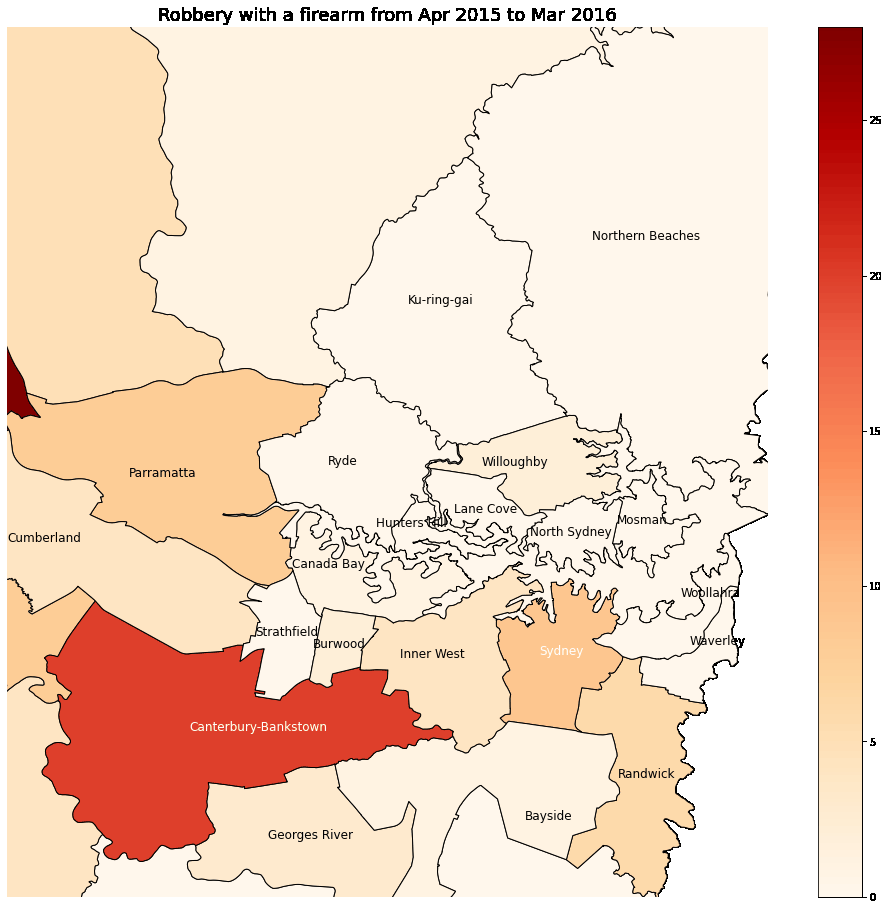 Robbery with a firearm from Apr 2015 to Mar 2016
25
20
15
10
5
0
Northern Beaches
Ku-ring-gai
Ryde
Willoughby
Parramatta
Lane Cove
Hunters Hill
Mosman
North Sydney
Cumberland
Canada Bay
Woollahra
Strathfield
Burwood
Waverley
Inner West
Sydney
Canterbury-Bankstown
Randwick
Bayside
Georges River